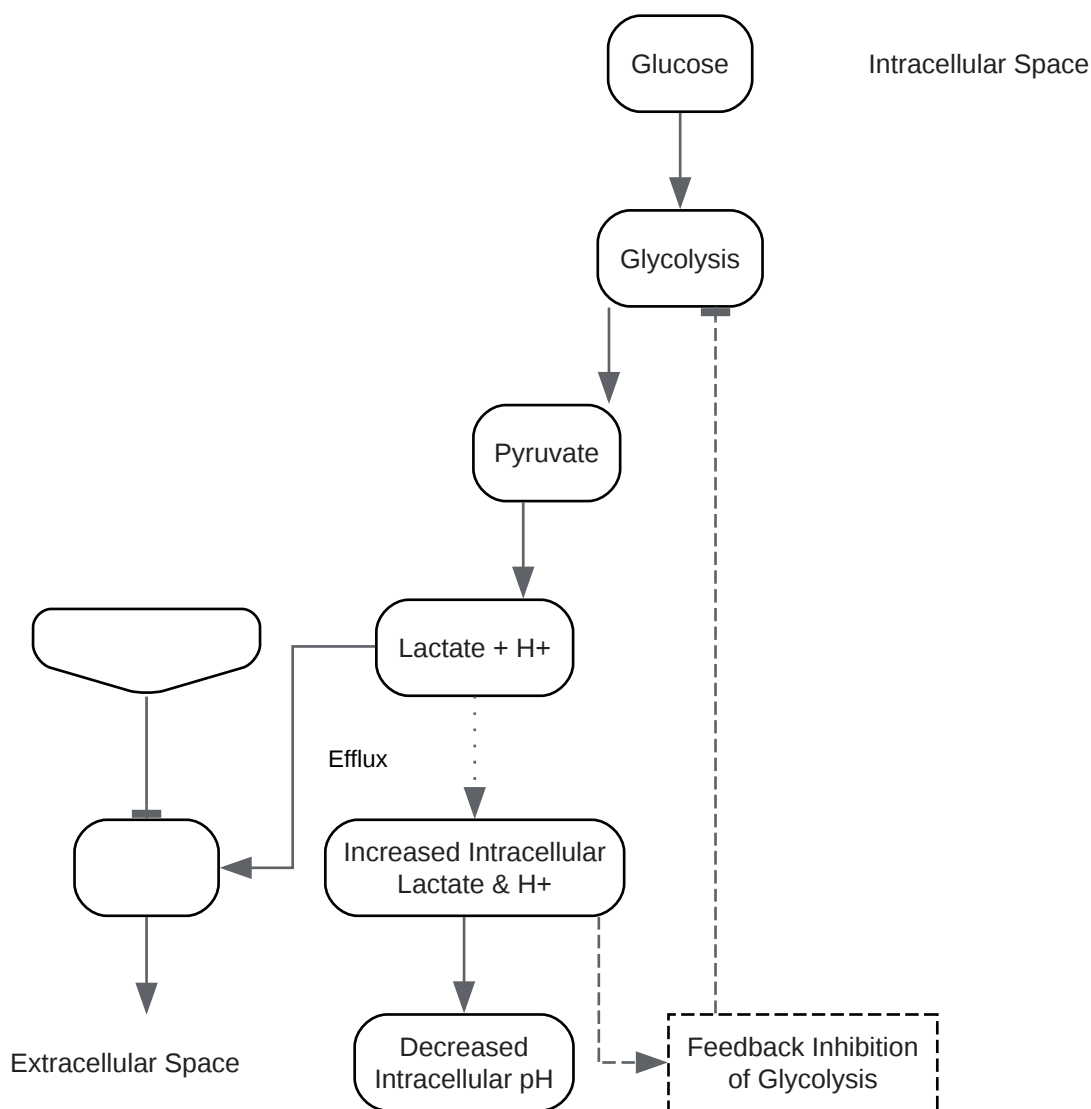 Glucose
Intracellular Space
Glycolysis
Pyruvate
Lactate + H+
Efflux
Increased Intracellular
Lactate & H+
Extracellular Space
Decreased
Intracellular pH
Feedback Inhibition
of Glycolysis